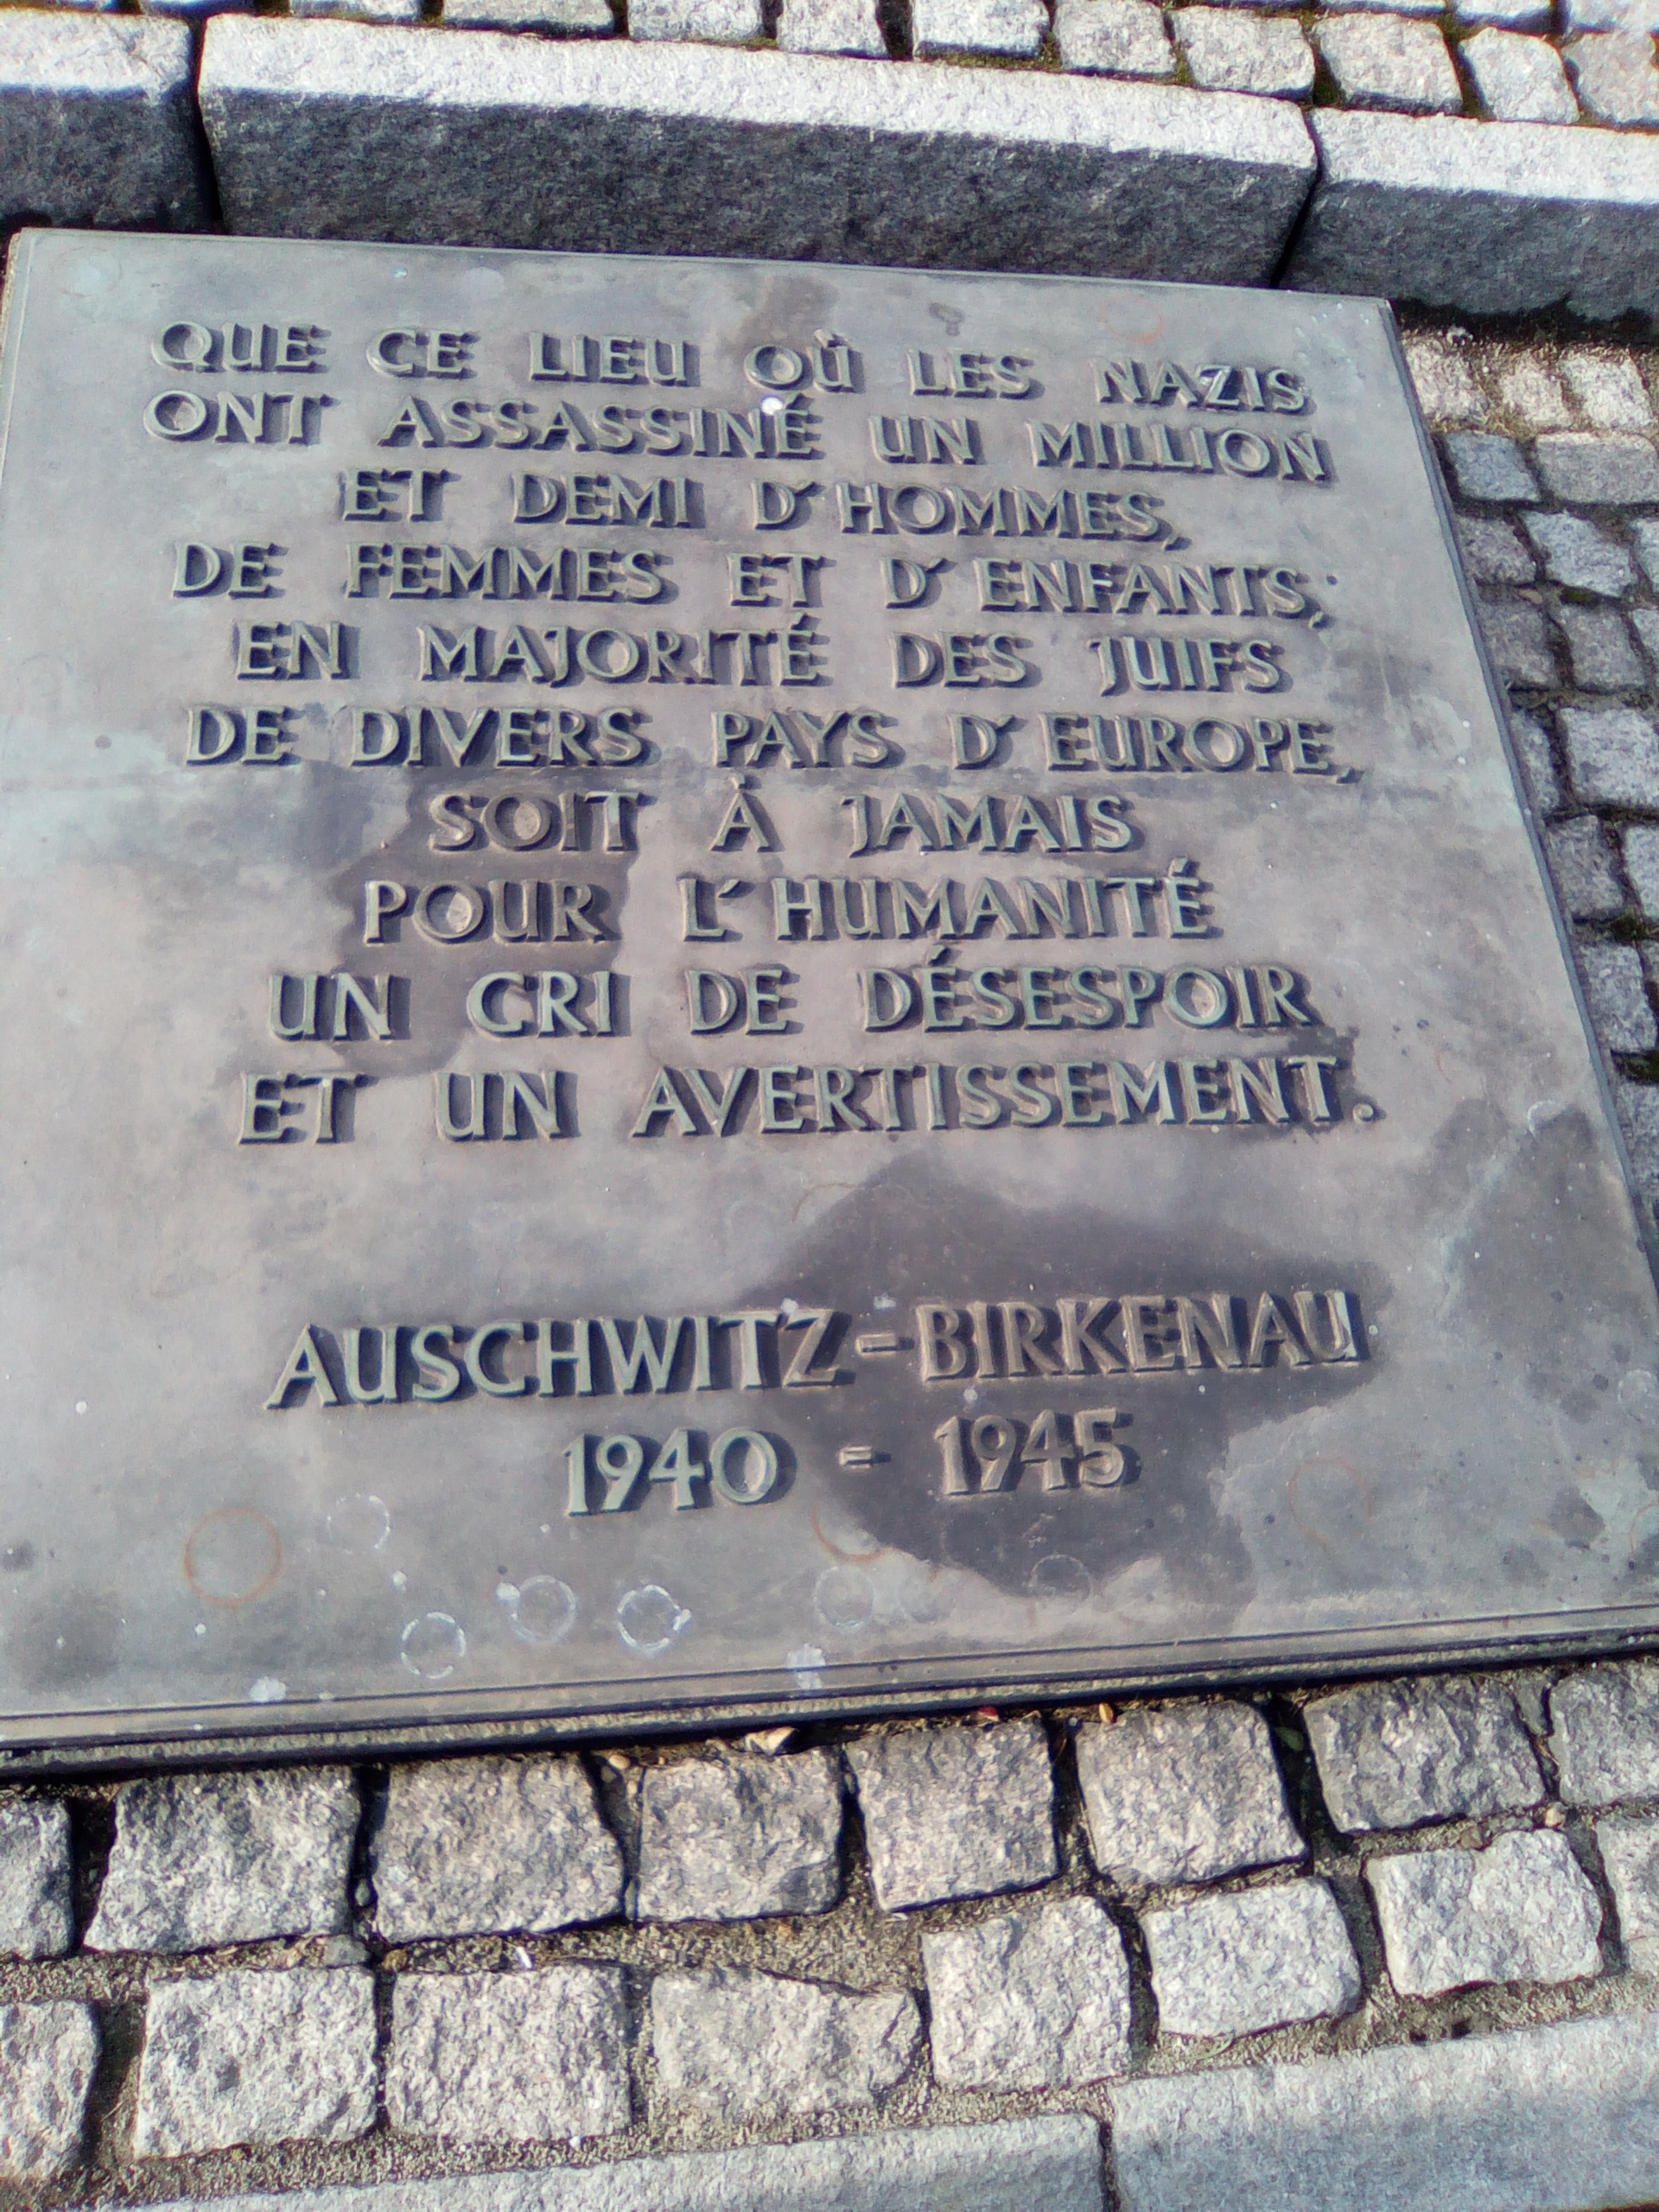 QUE CE LIEU OÙ LES NAZIS
ONT ASSASSINÉ UN MILLION
ET DEMI D'HOMMES,
DE FEMMES ET D'ENFANTS,
EN MAJORITÉ DES JUIFS
DE DIVERS PAYS D'EUROPE,
SOIT À JAMAIS
POUR L'HUMANITÉ
UN CRI DE DÉSESPOIR
ET UN AVERTISSEMENT.
AUSCHWITZ-BIRKENAU
1940 - 1945